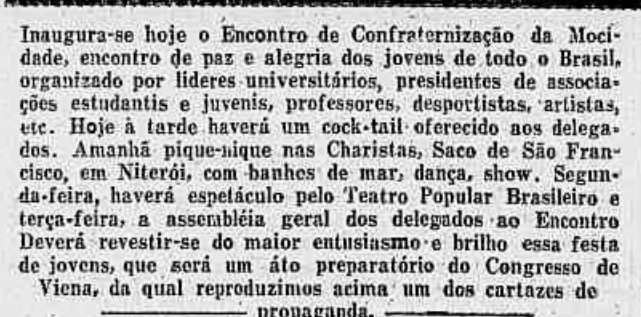 Inaugura-se hoje o Encontro de Confraternização da Moci-
dade, encontro de paz e alegria dos jovens de todo o Brasil,
organizado por lideres universitários, presidentes de associa-
ções estudantis e juvenis, professores, desportistas, artistas,
etc. Hoje à tarde haverá um cock-tail oferecido aos delega-
dos. Amanhã pique-nique nas Charistas, Saco de São Fran-
cisco, em Niterói, com banhos de mar, dança, show. Segun-
da-feira, haverá espetáculo pelo Teatro Popular Brasileiro e
terça-feira, a assembléia geral dos delegados ao Encontro
Deverá revestir-se do maior entusiasmo e brilho essa festa
de jovens, que será um áto preparatório do Congresso de
Viena, da qual reproduzimos acima um dos cartazes de
propaganda.